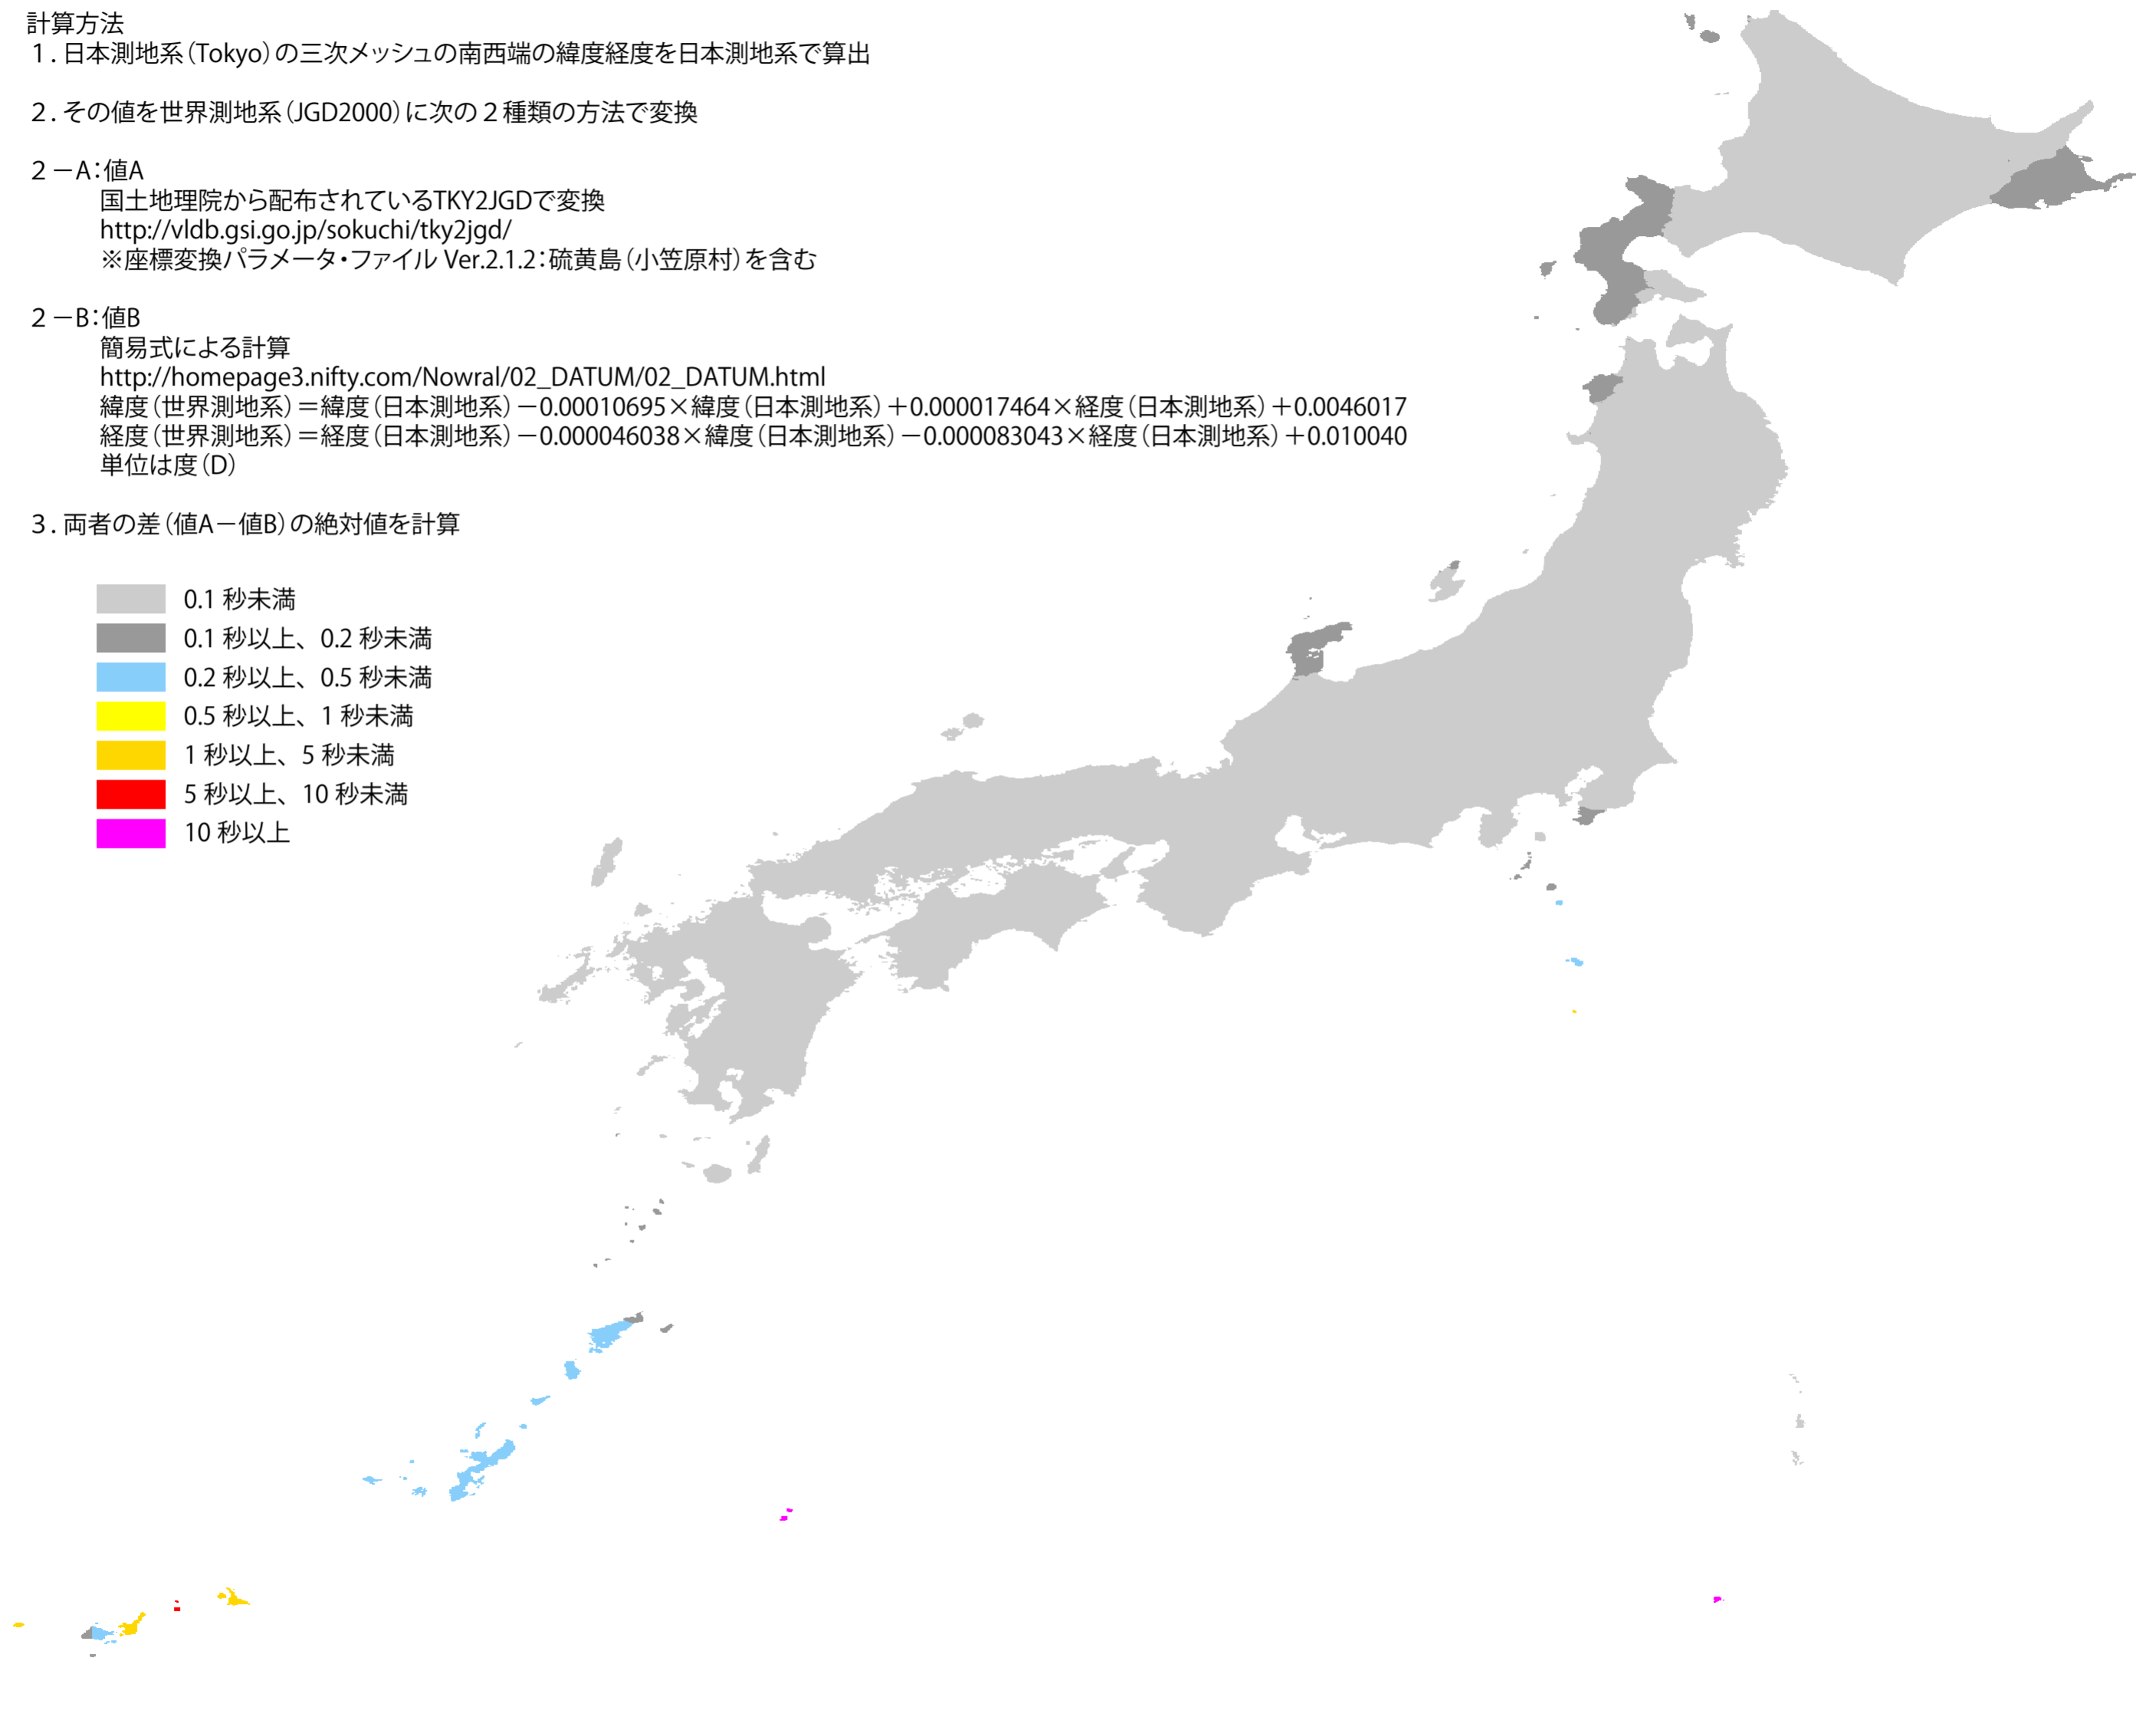 計算方法
１．日本測地系（Tokyo）の三次メッシュの南西端の緯度経度を日本測地系で算出
２．その値を世界測地系（JGD2000）に次の２種類の方法で変換
２－A：値A
国土地理院から配布されているTKY2JGDで変換
http://vldb.gsi.go.jp/sokuchi/tky2jgd/
※座標変換パラメータ・ファイル Ver.2.1.2：硫黄島（小笠原村）を含む
２－B：値B
簡易式による計算
http://homepage3.nifty.com/Nowral/02_DATUM/02_DATUM.html
緯度（世界測地系）＝緯度（日本測地系）－0.00010695×緯度（日本測地系）＋0.000017464×経度（日本測地系）＋0.0046017
経度（世界測地系）＝経度（日本測地系）－0.000046038×緯度（日本測地系）－0.000083043×経度（日本測地系）＋0.010040
単位は度（D）
３．両者の差（値A－値B）の絶対値を計算
0.1 秒未満
0.1 秒以上、0.2 秒未満
0.2 秒以上、0.5 秒未満
0.5 秒以上、1 秒未満
1 秒以上、5 秒未満
5 秒以上、10 秒未満
10 秒以上